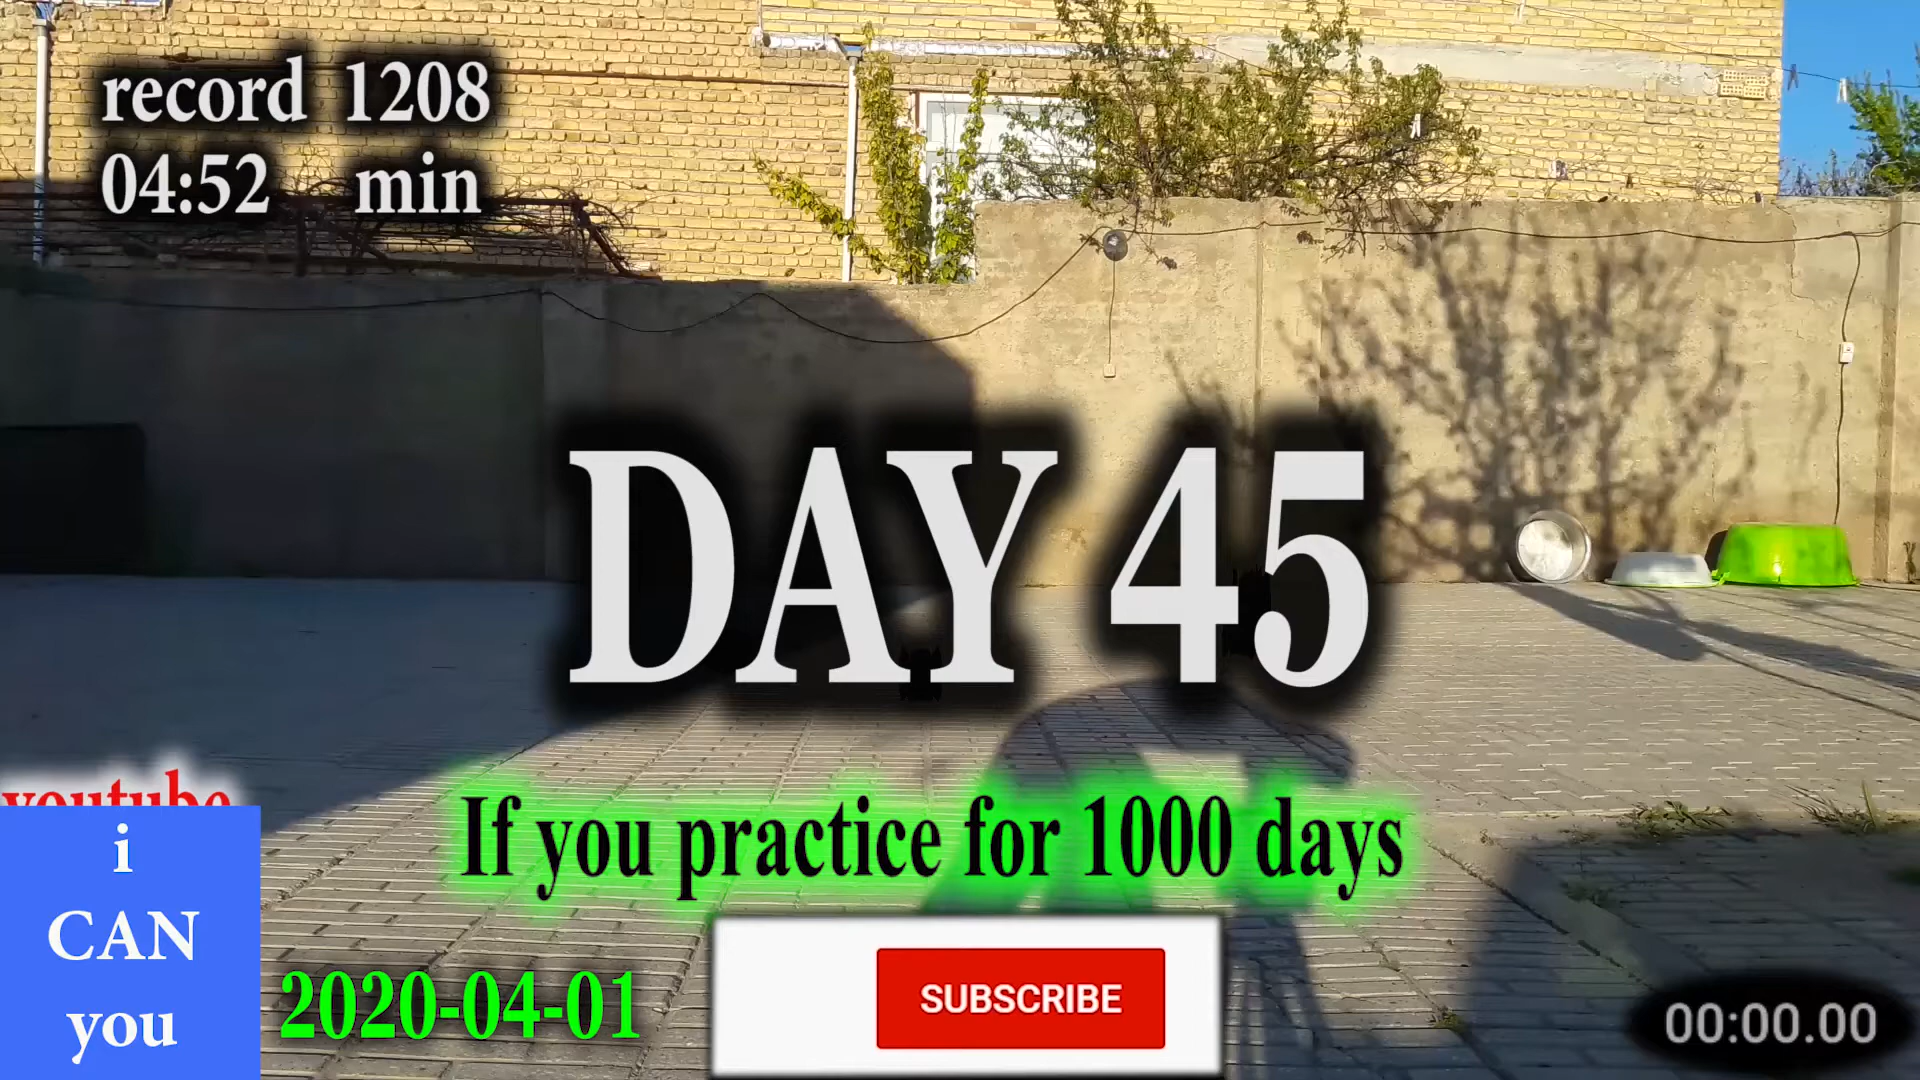 record 1208
04:52 min
DAY 45
If you practice for 1000 days
youtube
i
CAN
you
2020-04-01
SUBSCRIBE
00:00.00